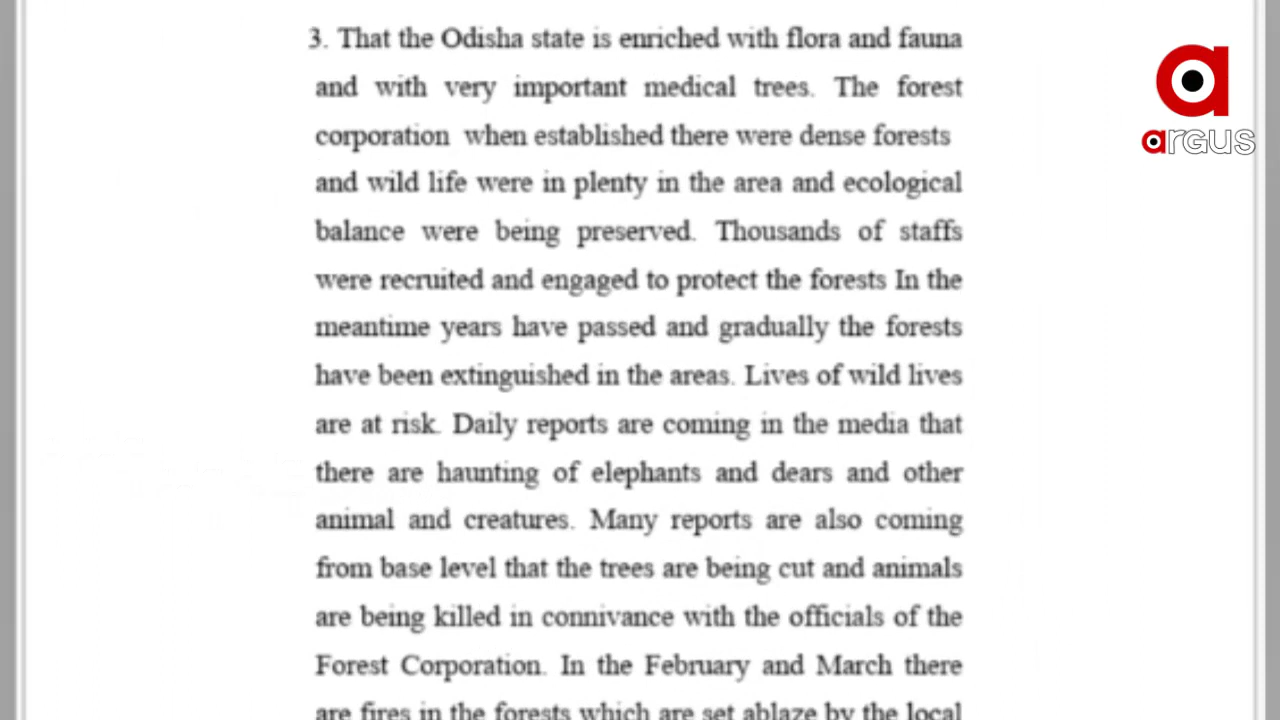 3. That the Odisha state is enriched with flora and fauna
and with very important medical trees. The forest
corporation when established there were dense forests
and wild life were in plenty in the area and ecological
balance were being preserved. Thousands of staffs
were recruited and engaged to protect the forests In the
meantime years have passed and gradually the forests
have been extinguished in the areas. Lives of wild lives
are at risk. Daily reports are coming in the media that
there are haunting of elephants and dears and other
animal and creatures. Many reports are also coming
from base level that the trees are being cut and animals
are being killed in connivance with the officials of the
Forest Corporation. In the February and March there
are fires in the forests which are set ablaze by the local
a
argus